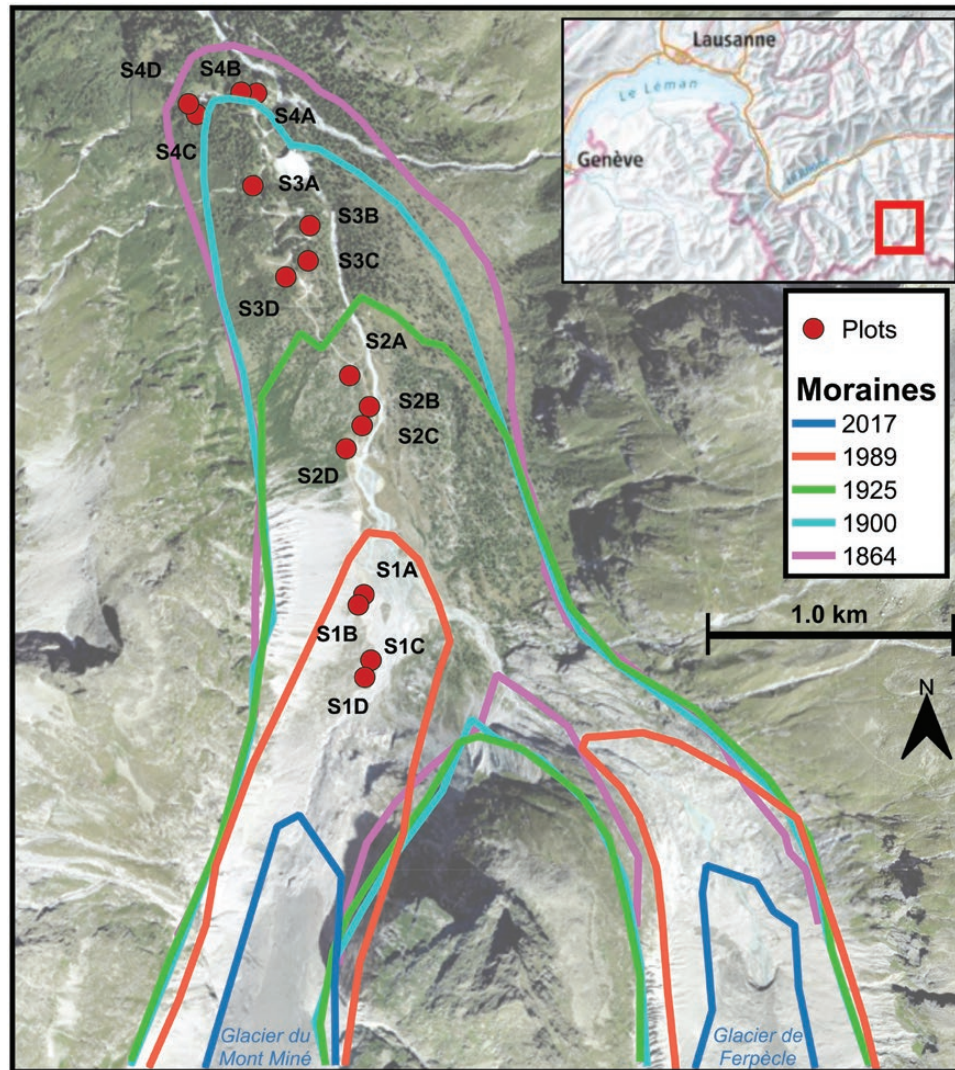 Lausanne
Le Léman
Genève
S4D
S4B
S4A
S4C
S3A
S3B
S3C
S3D
S2A
S2B
S2C
S2D
S1A
S1B
S1C
S1D
Plots
Moraines
2017
1989
1925
1900
1864
1.0 km
N
Glacier du
Mont Miné
Glacier de
Ferpècle